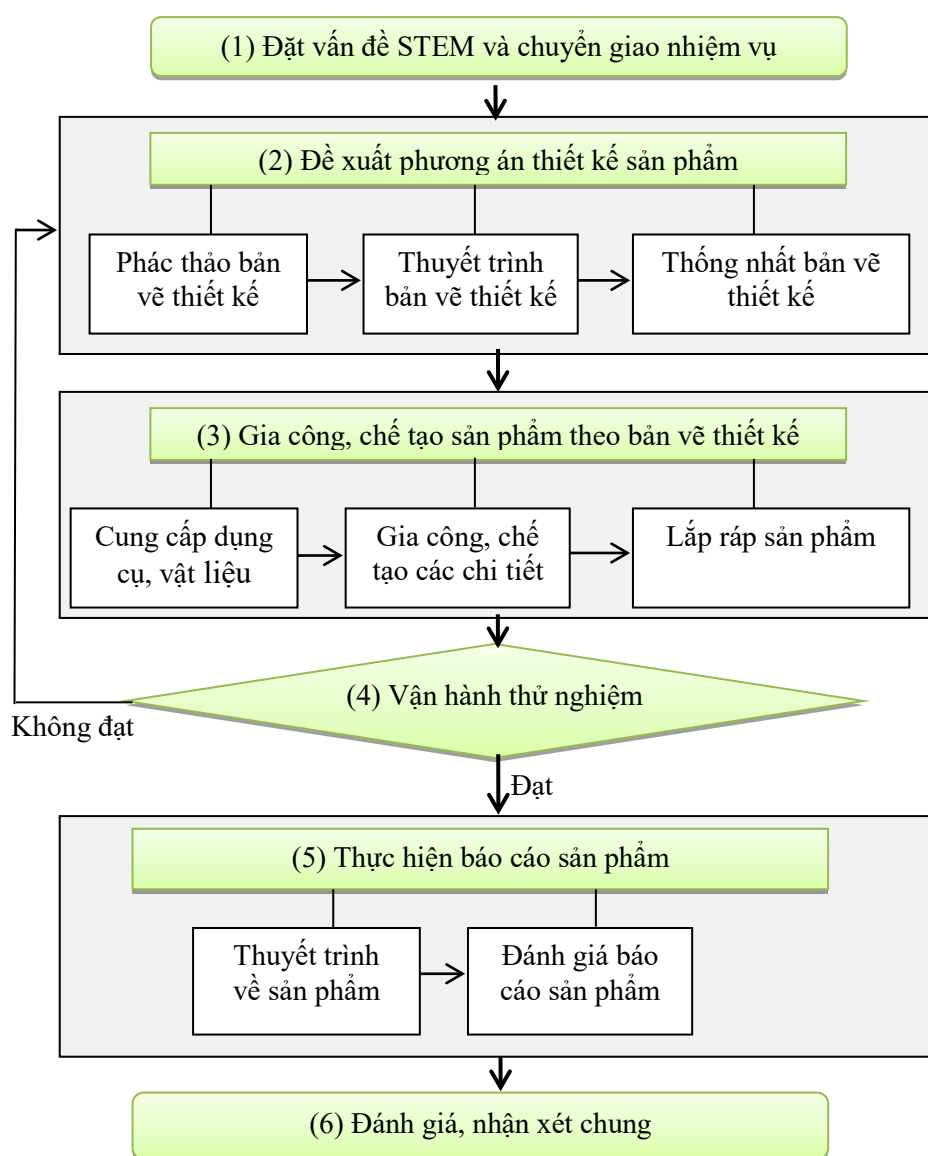 (1) Đặt vấn đề STEM và chuyển giao nhiệm vụ
(2) Đề xuất phương án thiết kế sản phẩm
Phác thảo bản
vẽ thiết kế
Thuyết trình
bản vẽ thiết kế
Thống nhất bản vẽ
thiết kế
(3) Gia công, chế tạo sản phẩm theo bản vẽ thiết kế
Cung cấp dụng
cụ, vật liệu
Gia công, chế
tạo các chi tiết
Lắp ráp sản phẩm
(4) Vận hành thử nghiệm
Không đạt
Đạt
(5) Thực hiện báo cáo sản phẩm
Thuyết trình
về sản phẩm
Đánh giá báo
cáo sản phẩm
(6) Đánh giá, nhận xét chung